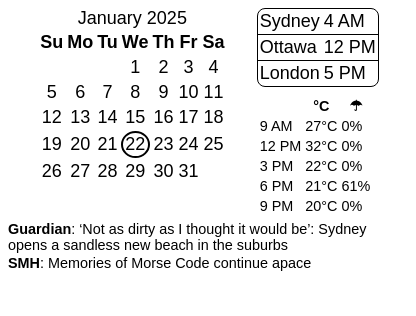 January 2025
Su Mo Tu We Th Fr Sa
1 2 3 4
5 6 7 8 9 10 11
12 13 14 15 16 17 18
19 20 21 22 23 24 25
26 27 28 29 30 31
Sydney 4 AM
Ottawa 12 PM
London 5 PM
°C ☂
9 AM 27°C 0%
12 PM 32°C 0%
3 PM 22°C 0%
6 PM 21°C 61%
9 PM 20°C 0%
Guardian: ‘Not as dirty as I thought it would be’: Sydney
opens a sandless new beach in the suburbs
SMH: Memories of Morse Code continue apace